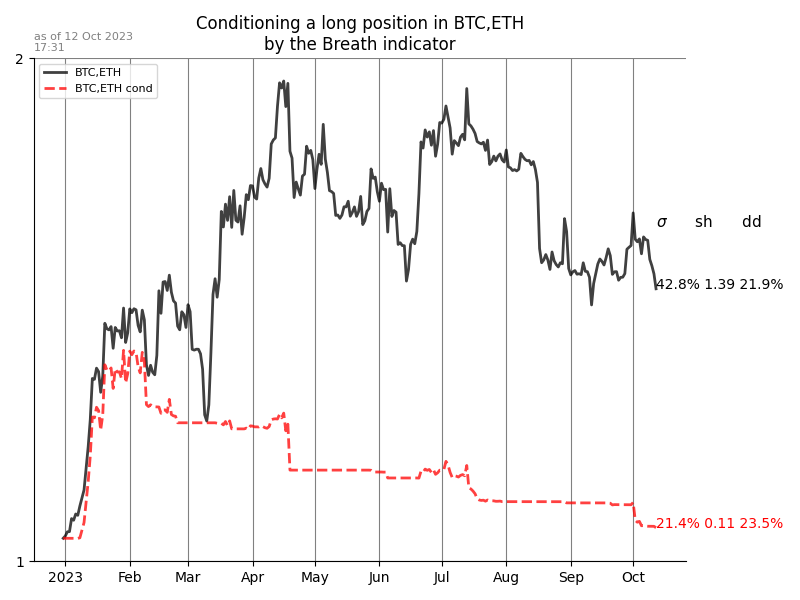 Conditioning a long position in BTC,ETH
by the Breath indicator
as of 12 Oct 2023
17:31
2
BTC,ETH
BTC,ETH cond
σ sh dd
42.8% 1.39 21.9%
21.4% 0.11 23.5%
1
2023 Feb Mar Apr May Jun Jul Aug Sep Oct